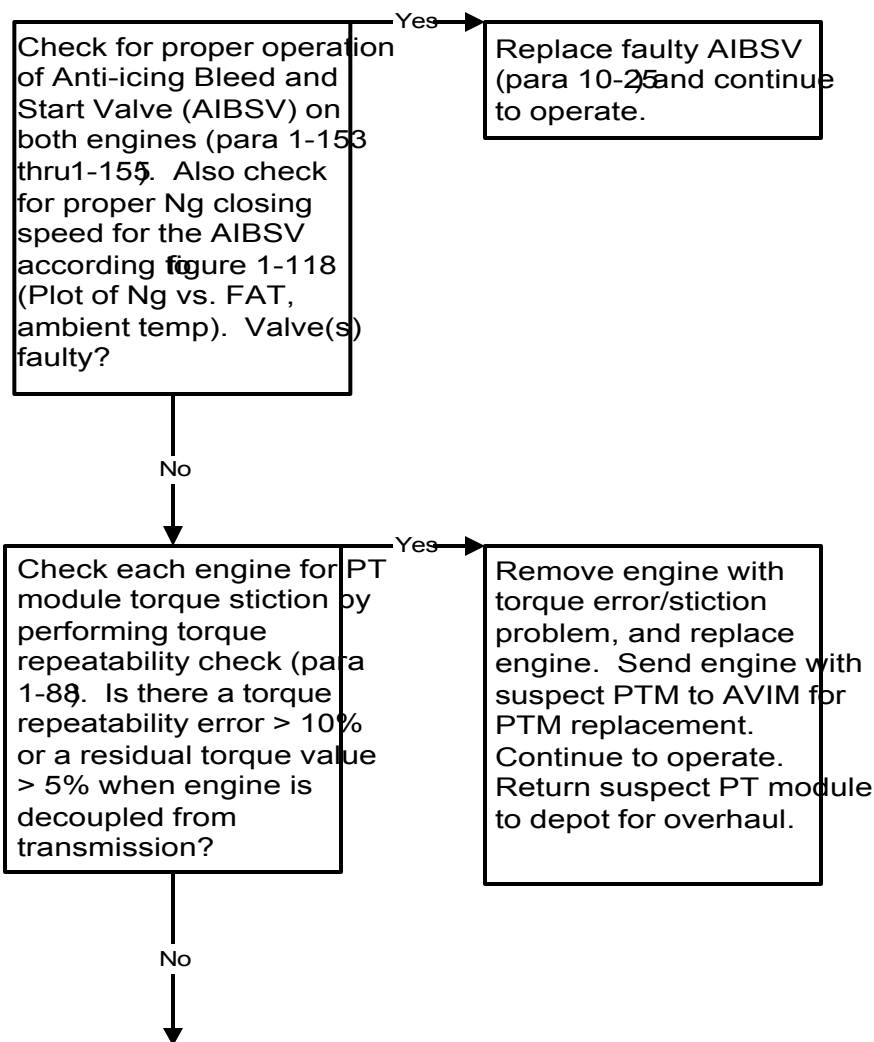 Yes
Check for proper operation
of Anti-icing Bleed and
Start Valve (AIBSV) on
both engines (para 1-153
thru1-155).  Also check
for proper Ng closing
speed for the AIBSV
according to figure 1-118
(Plot of Ng vs. FAT,
ambient temp).  Valve(s)
faulty?
Replace faulty AIBSV
(para 10-25) and continue
to operate.
No
Yes
Check each engine for PT
module torque stiction by
performing torque
repeatability check (para
1-88).  Is there a torque
repeatability error > 10%
or a residual torque value
> 5% when engine is
decoupled from
transmission?
Remove engine with
torque error/stiction
problem, and replace
engine.  Send engine with
suspect PTM to AVIM for
PTM replacement.
Continue to operate.
Return suspect PT module
to depot for overhaul.
No